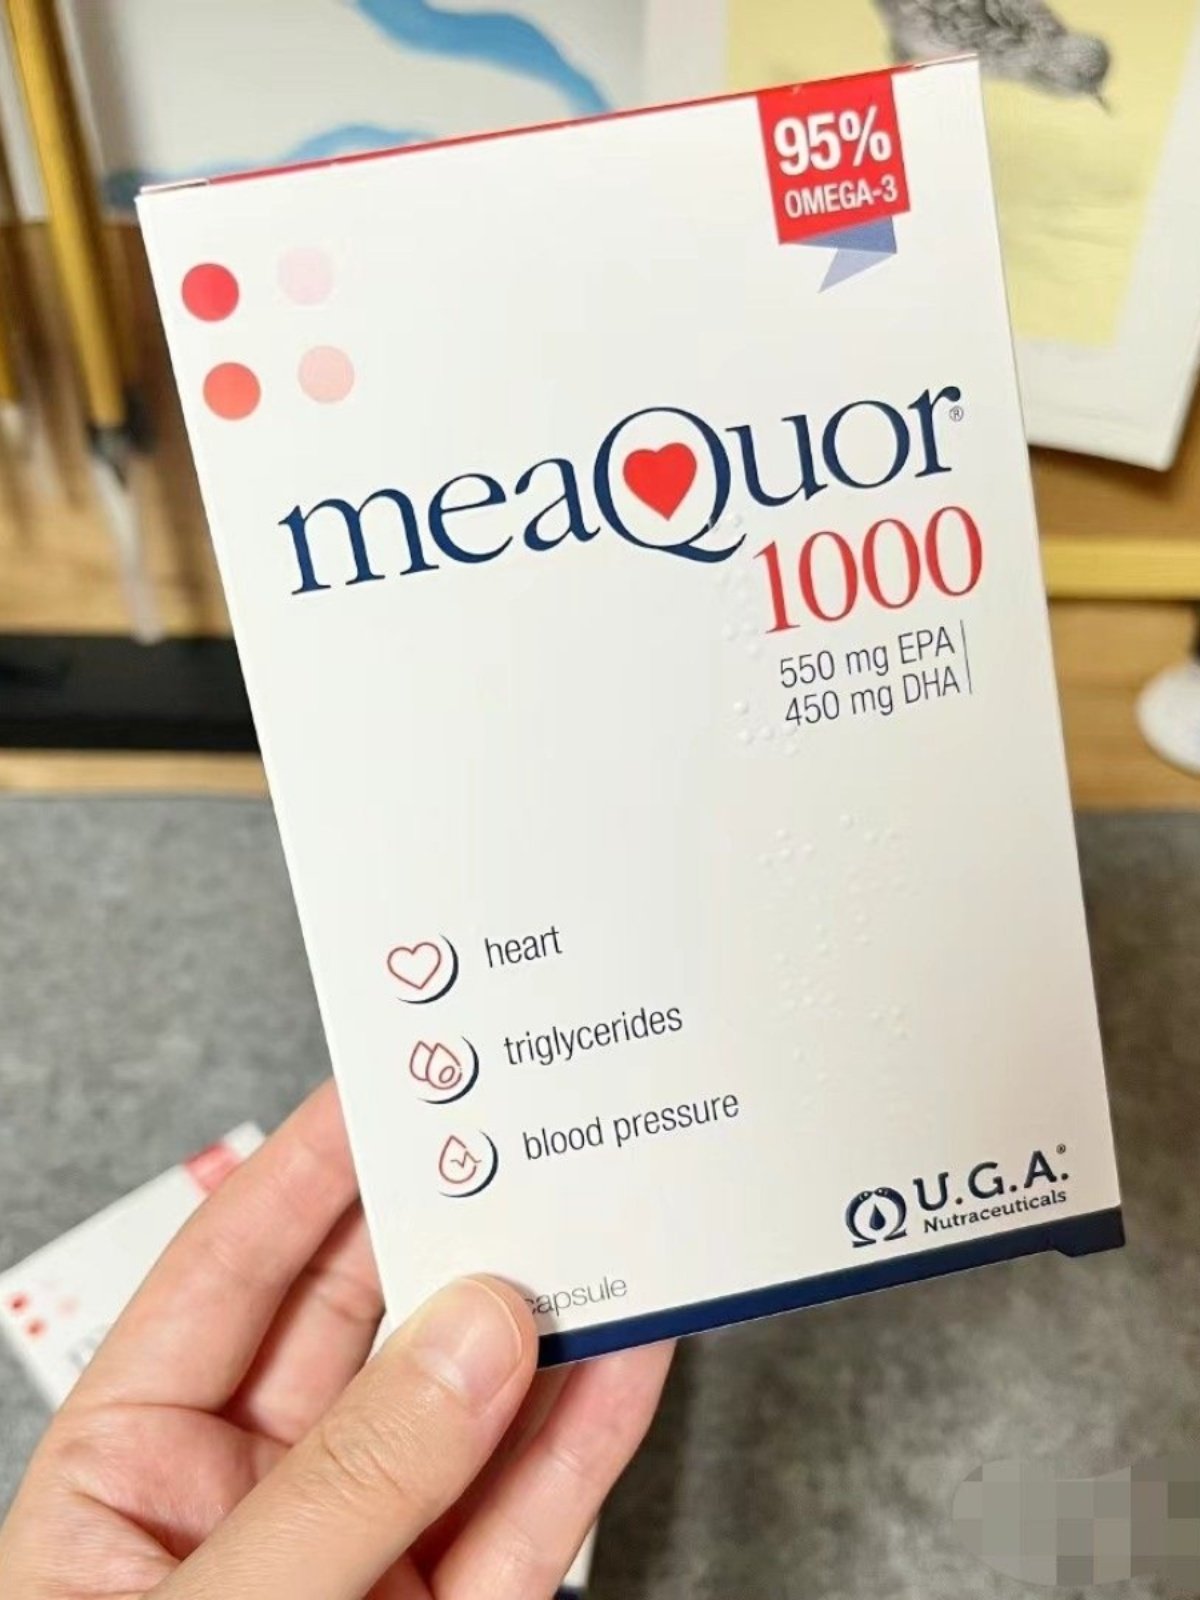 95%
OMEGA-3
meaQuor®
1000
550 mg EPA
450 mg DHA
heart
triglycerides
blood pressure
U.G.A.®
Nutraceuticals
capsule